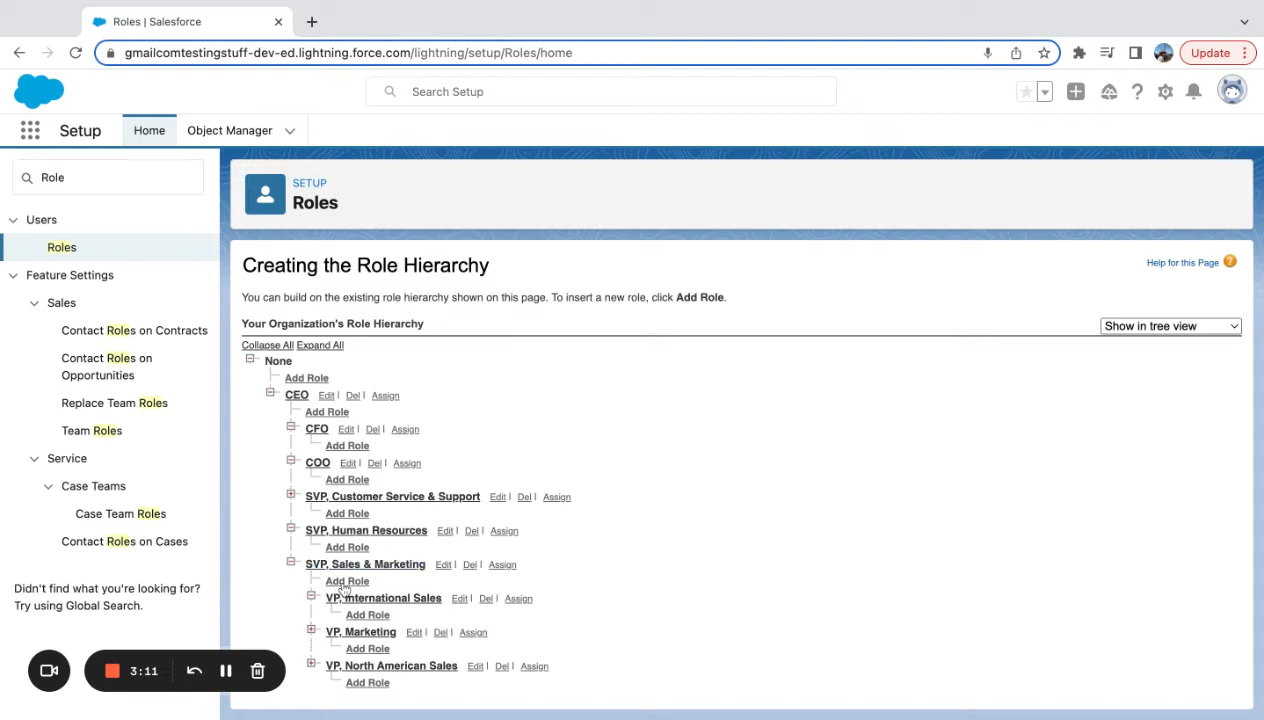 Roles | Salesforce
gmailcomtestingstuff-dev-ed.lightning.force.com/lightning/setup/Roles/home
Update
Search Setup
Setup
Home
Object Manager
Role
Users
Roles
Feature Settings
Sales
Contact Roles on Contracts
Contact Roles on
Opportunities
Replace Team Roles
Team Roles
Service
Case Teams
Case Team Roles
Contact Roles on Cases
Didn't find what you're looking for?
Try using Global Search.
3:11
SETUP
Roles
Creating the Role Hierarchy
Help for this Page
You can build on the existing role hierarchy shown on this page. To insert a new role, click Add Role.
Your Organization's Role Hierarchy
Show in tree view
Collapse All Expand All
None
Add Role
CEO Edit | Del | Assign
Add Role
CFO Edit | Del | Assign
Add Role
COO Edit | Del | Assign
Add Role
SVP, Customer Service & Support Edit | Del | Assign
Add Role
SVP, Human Resources Edit | Del | Assign
Add Role
SVP, Sales & Marketing Edit | Del | Assign
Add Role
VP, International Sales Edit | Del | Assign
Add Role
VP, Marketing Edit | Del | Assign
Add Role
VP, North American Sales Edit | Del | Assign
Add Role